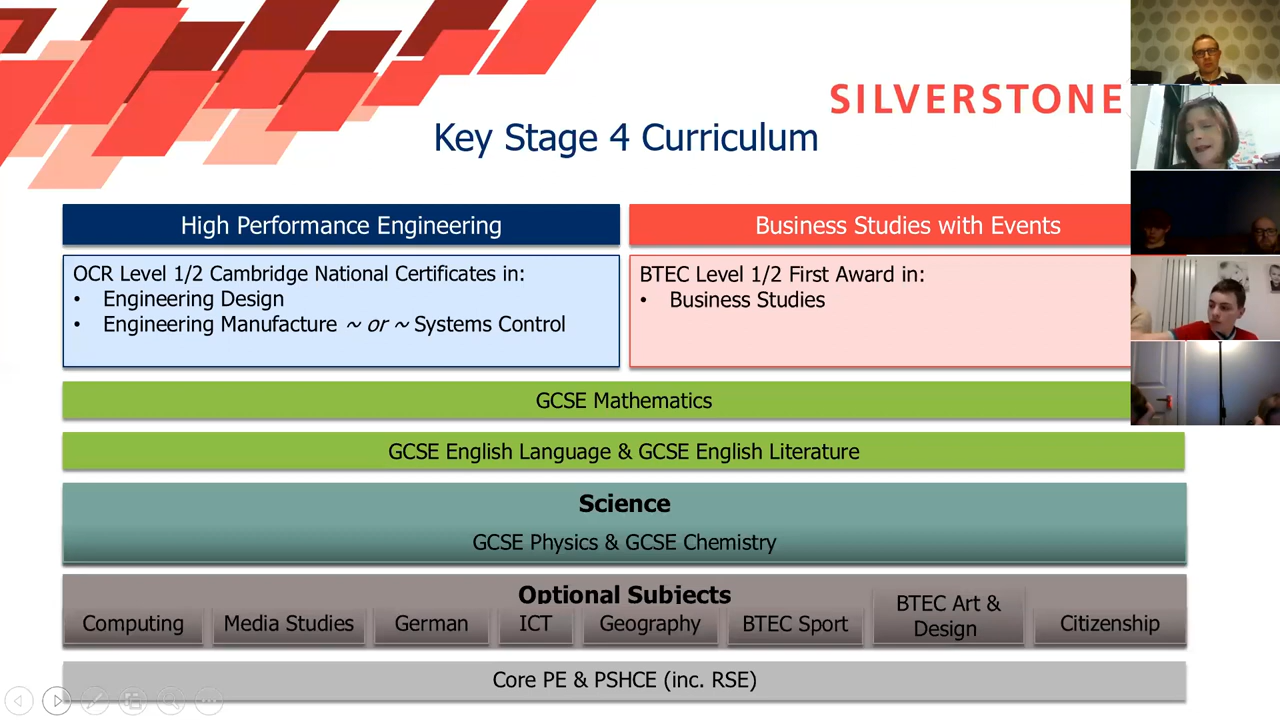 SILVERSTONE
Key Stage 4 Curriculum
High Performance Engineering
Business Studies with Events
OCR Level 1/2 Cambridge National Certificates in:
• Engineering Design
• Engineering Manufacture ~ or ~ Systems Control
BTEC Level 1/2 First Award in:
• Business Studies
GCSE Mathematics
GCSE English Language & GCSE English Literature
Science
GCSE Physics & GCSE Chemistry
Optional Subjects
Computing
Media Studies
German
ICT
Geography
BTEC Sport
BTEC Art &
Design
Citizenship
Core PE & PSHCE (inc. RSE)